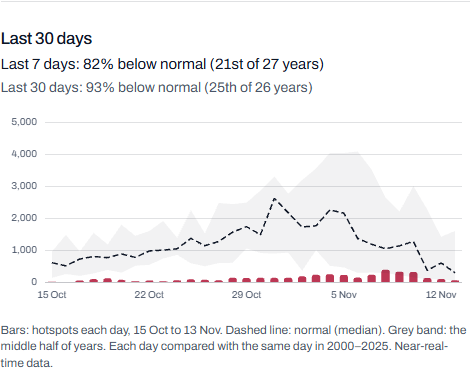 Last 30 days
Last 7 days: 82% below normal (21st of 27 years)
Last 30 days: 93% below normal (25th of 26 years)
5,000
4,000
3,000
2,000
1,000
0
15 Oct 22 Oct 29 Oct 5 Nov 12 Nov
Bars: hotspots each day, 15 Oct to 13 Nov. Dashed line: normal (median). Grey band: the
middle half of years. Each day compared with the same day in 2000–2025. Near-real-
time data.